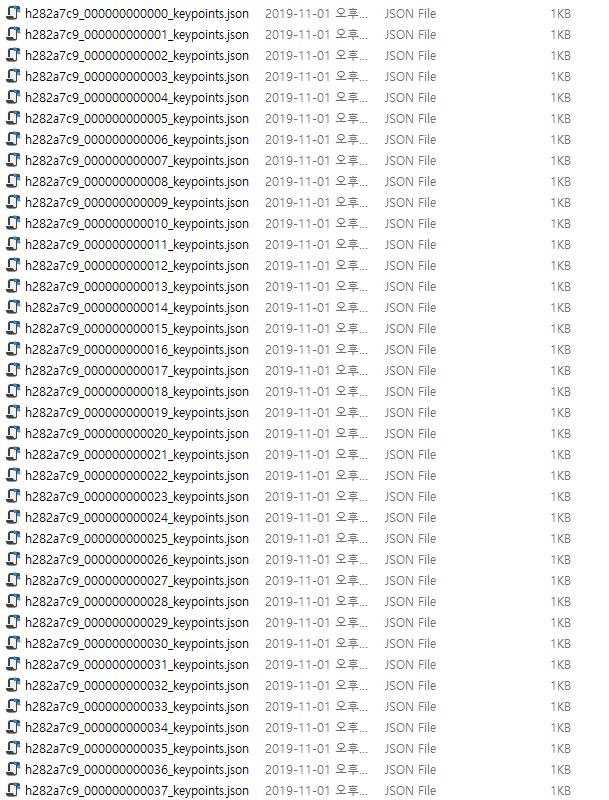 h282a7c9_000000000000_keypoints.json 2019-11-01 오후... JSON File 1KB
h282a7c9_000000000001_keypoints.json 2019-11-01 오후... JSON File 1KB
h282a7c9_000000000002_keypoints.json 2019-11-01 오후... JSON File 1KB
h282a7c9_000000000003_keypoints.json 2019-11-01 오후... JSON File 1KB
h282a7c9_000000000004_keypoints.json 2019-11-01 오후... JSON File 1KB
h282a7c9_000000000005_keypoints.json 2019-11-01 오후... JSON File 1KB
h282a7c9_000000000006_keypoints.json 2019-11-01 오후... JSON File 1KB
h282a7c9_000000000007_keypoints.json 2019-11-01 오후... JSON File 1KB
h282a7c9_000000000008_keypoints.json 2019-11-01 오후... JSON File 1KB
h282a7c9_000000000009_keypoints.json 2019-11-01 오후... JSON File 1KB
h282a7c9_000000000010_keypoints.json 2019-11-01 오후... JSON File 1KB
h282a7c9_000000000011_keypoints.json 2019-11-01 오후... JSON File 1KB
h282a7c9_000000000012_keypoints.json 2019-11-01 오후... JSON File 1KB
h282a7c9_000000000013_keypoints.json 2019-11-01 오후... JSON File 1KB
h282a7c9_000000000014_keypoints.json 2019-11-01 오후... JSON File 1KB
h282a7c9_000000000015_keypoints.json 2019-11-01 오후... JSON File 1KB
h282a7c9_000000000016_keypoints.json 2019-11-01 오후... JSON File 1KB
h282a7c9_000000000017_keypoints.json 2019-11-01 오후... JSON File 1KB
h282a7c9_000000000018_keypoints.json 2019-11-01 오후... JSON File 1KB
h282a7c9_000000000019_keypoints.json 2019-11-01 오후... JSON File 1KB
h282a7c9_000000000020_keypoints.json 2019-11-01 오후... JSON File 1KB
h282a7c9_000000000021_keypoints.json 2019-11-01 오후... JSON File 1KB
h282a7c9_000000000022_keypoints.json 2019-11-01 오후... JSON File 1KB
h282a7c9_000000000023_keypoints.json 2019-11-01 오후... JSON File 1KB
h282a7c9_000000000024_keypoints.json 2019-11-01 오후... JSON File 1KB
h282a7c9_000000000025_keypoints.json 2019-11-01 오후... JSON File 1KB
h282a7c9_000000000026_keypoints.json 2019-11-01 오후... JSON File 1KB
h282a7c9_000000000027_keypoints.json 2019-11-01 오후... JSON File 1KB
h282a7c9_000000000028_keypoints.json 2019-11-01 오후... JSON File 1KB
h282a7c9_000000000029_keypoints.json 2019-11-01 오후... JSON File 1KB
h282a7c9_000000000030_keypoints.json 2019-11-01 오후... JSON File 1KB
h282a7c9_000000000031_keypoints.json 2019-11-01 오후... JSON File 1KB
h282a7c9_000000000032_keypoints.json 2019-11-01 오후... JSON File 1KB
h282a7c9_000000000033_keypoints.json 2019-11-01 오후... JSON File 1KB
h282a7c9_000000000034_keypoints.json 2019-11-01 오후... JSON File 1KB
h282a7c9_000000000035_keypoints.json 2019-11-01 오후... JSON File 1KB
h282a7c9_000000000036_keypoints.json 2019-11-01 오후... JSON File 1KB
h282a7c9_000000000037_keypoints.json 2019-11-01 오후... JSON File 1KB